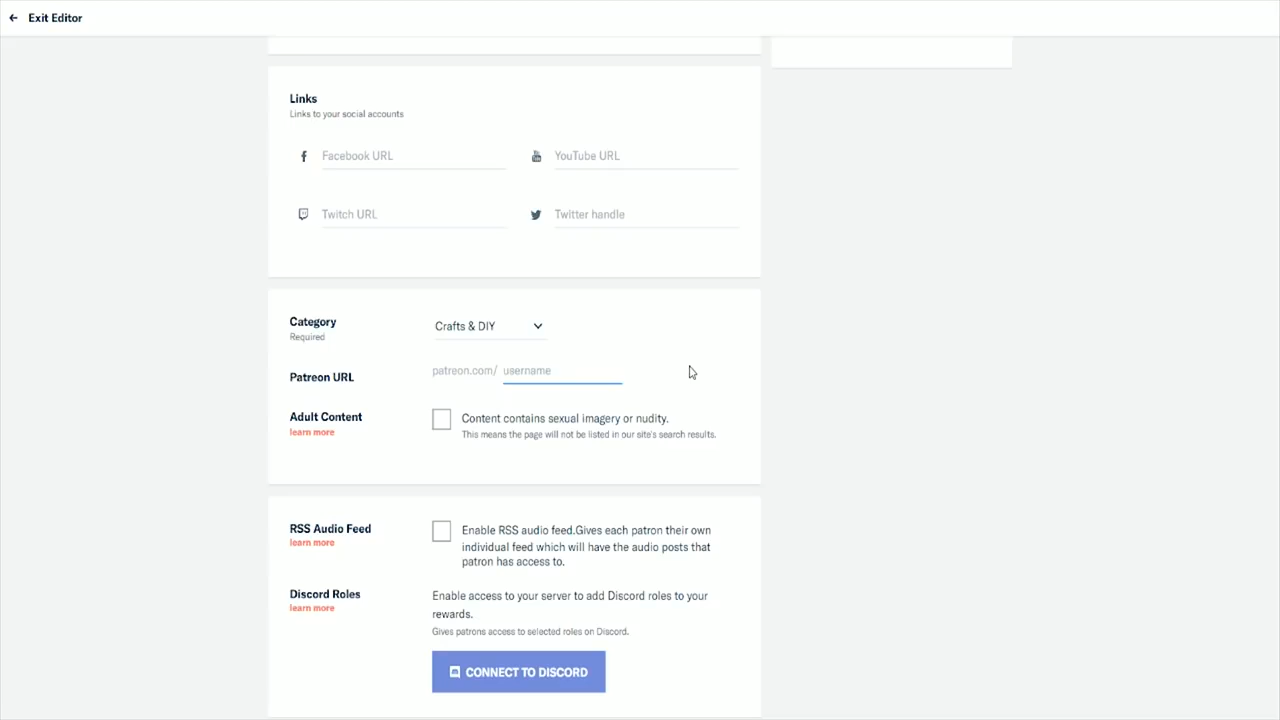 Exit Editor
Links
Links to your social accounts
Facebook URL
YouTube URL
Twitch URL
Twitter handle
Category
Required
Crafts & DIY
Patreon URL
patreon.com/ username
Adult Content
learn more
Content contains sexual imagery or nudity.
This means the page will not be listed in our site's search results.
RSS Audio Feed
learn more
Enable RSS audio feed.Gives each patron their own
individual feed which will have the audio posts that
patron has access to.
Discord Roles
learn more
Enable access to your server to add Discord roles to your
rewards.
Gives patrons access to selected roles on Discord.
CONNECT TO DISCORD